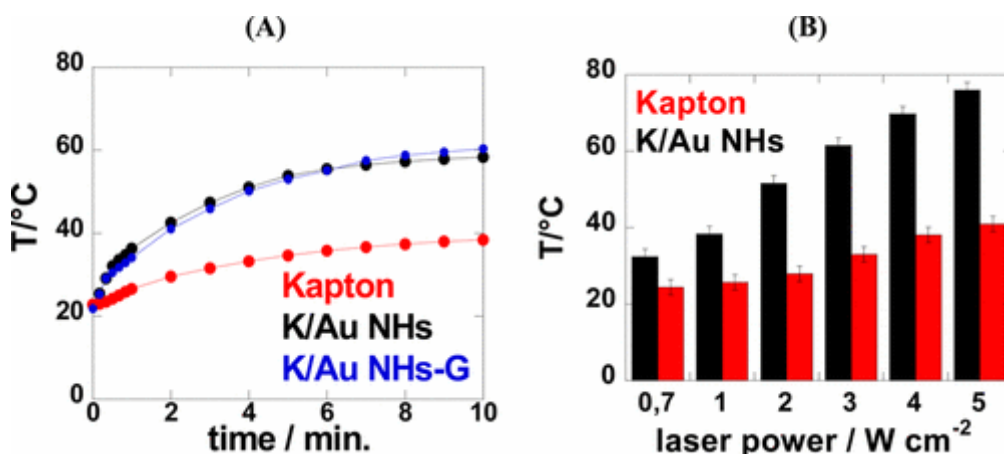 (A)
80
60
40
20
0
T/°C
Kapton
K/Au NHs
K/Au NHs-G
0 2 4 6 8 10
time / min.
(B)
80
60
40
20
0
T/°C
Kapton
K/Au NHs
0,7 1 2 3 4 5
laser power / W cm⁻²